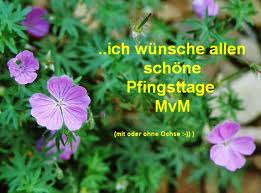 ..ich wünsche allen
schöne
Pfingsttage
MvM
(mit oder ohne Ochse :-)) )